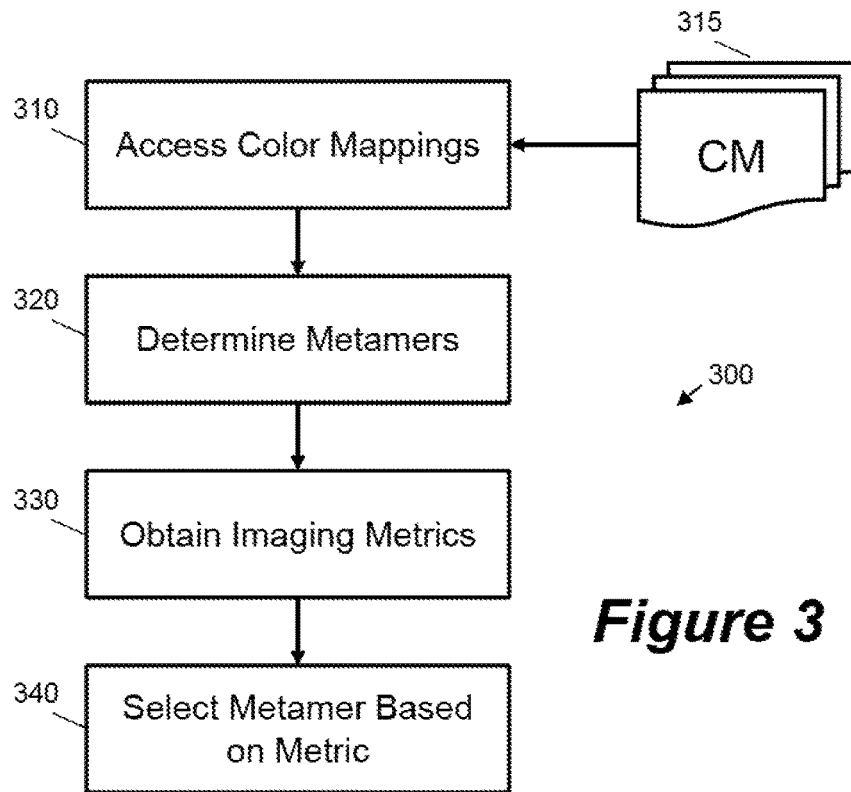 315
310
Access Color Mappings
CM
320
Determine Metamers
300
330
Obtain Imaging Metrics
Figure 3
340
Select Metamer Based
on Metric